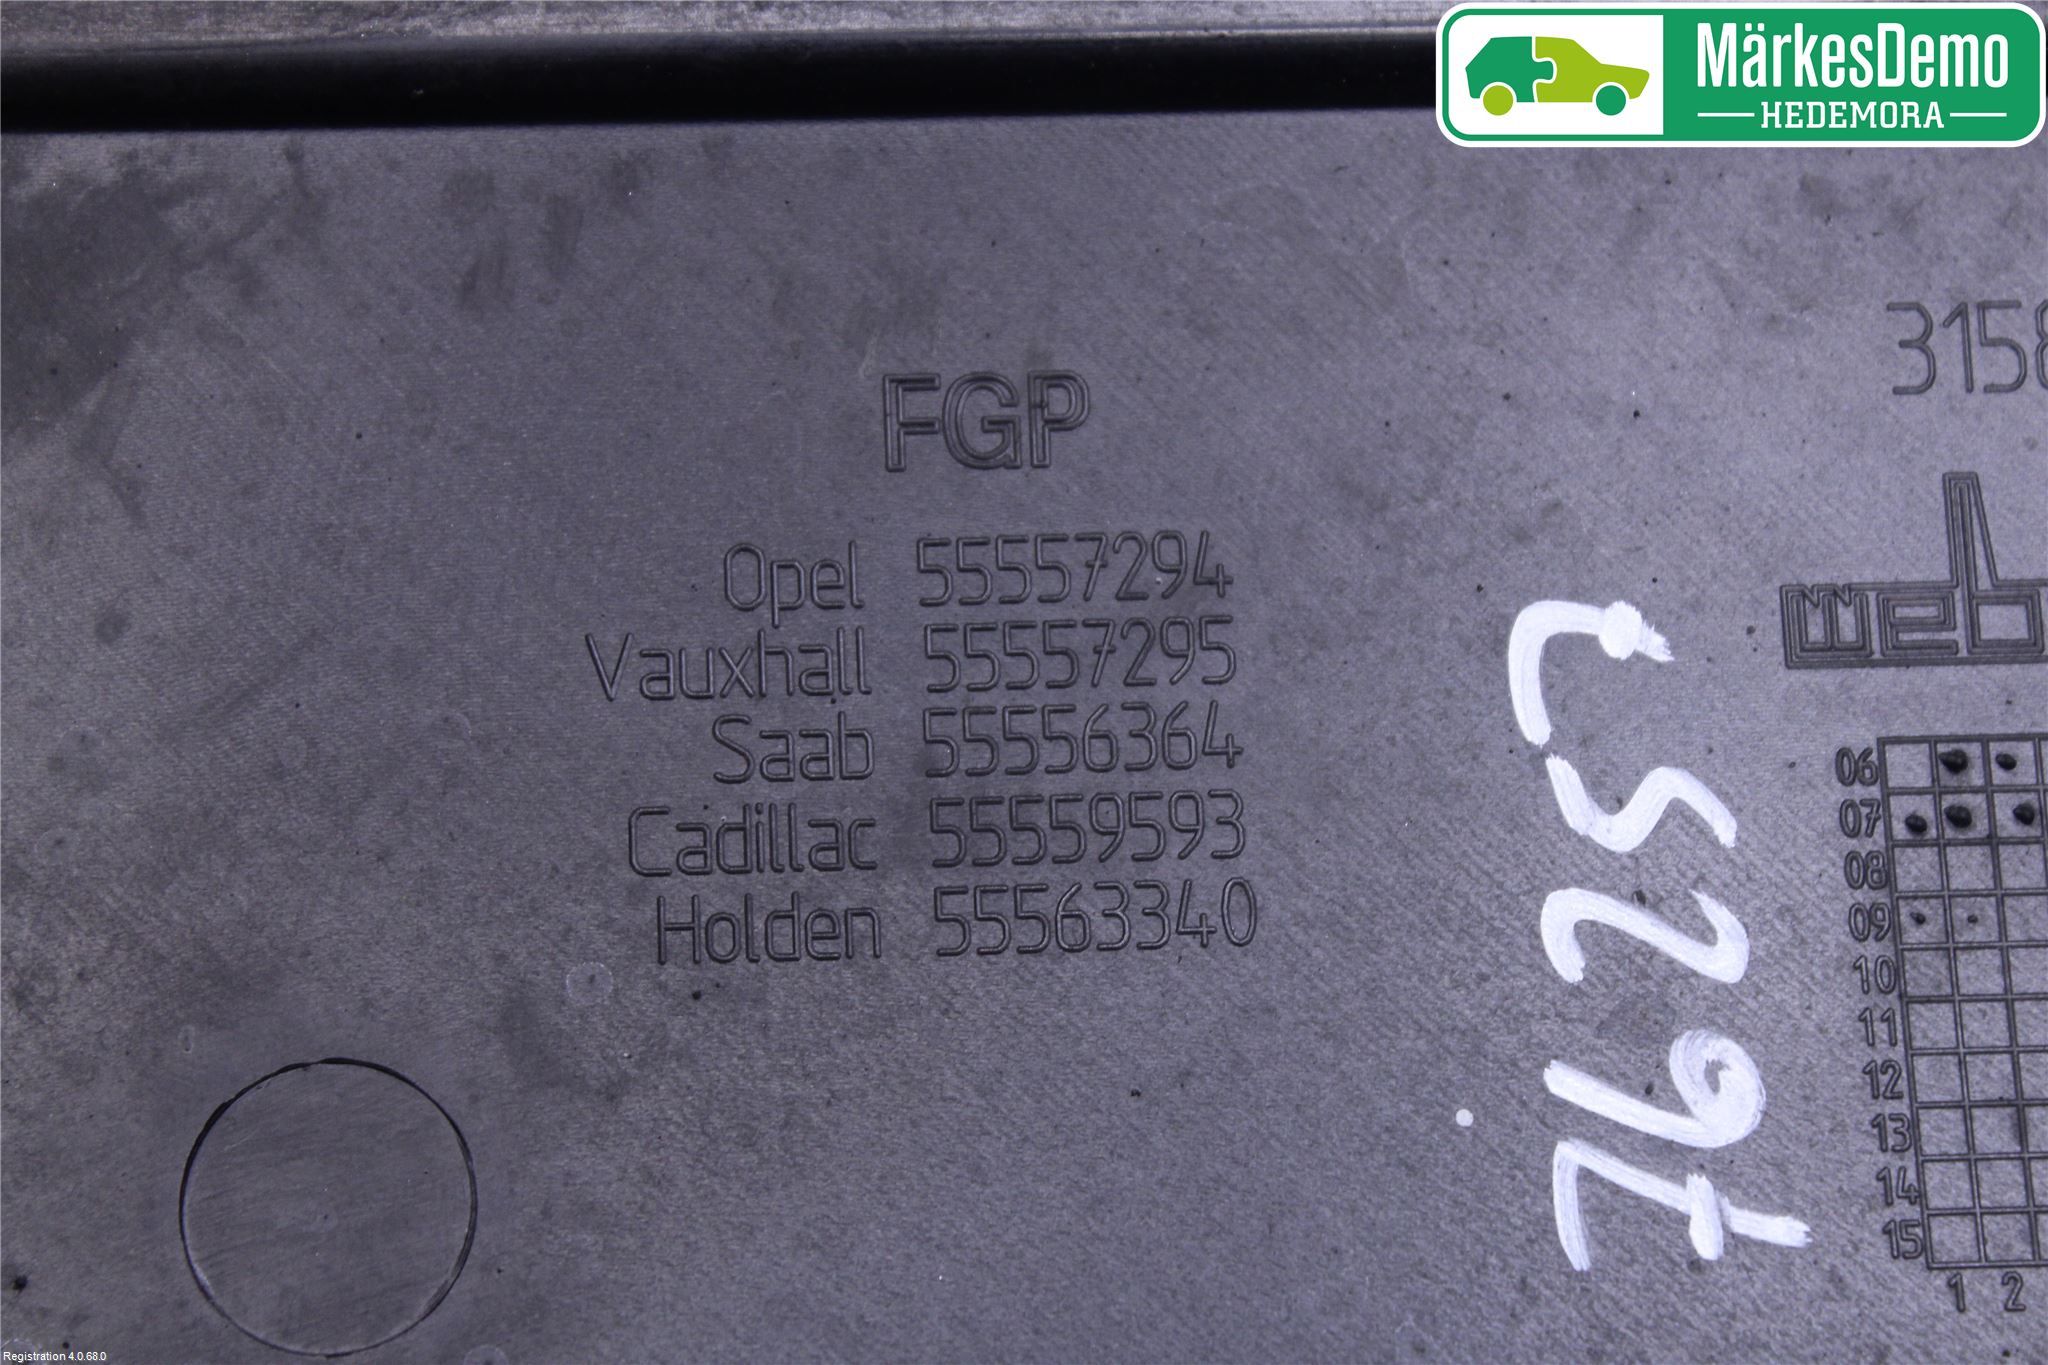 MärkesDemo
HEDEMORA
FGP
Opel 55557294
Vauxhall 55557295
Saab 55556364
Cadillac 55559593
Holden 55563340
3158
web
06
07
08
09
10
11
12
13
14
15
1 2
Registration 4.0.68.0